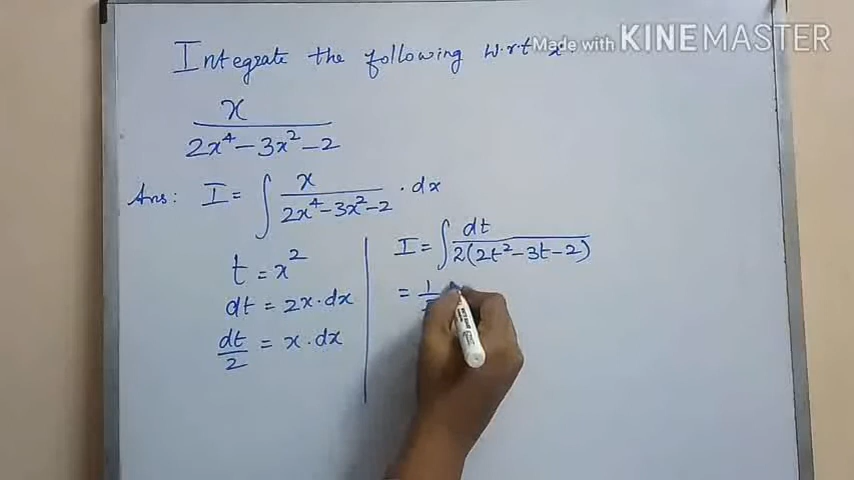 Integrate the following w.r.t x.
Made with KINEMASTER
x
2x⁴-3x²-2
Ans: I = ∫ x / (2x⁴-3x²-2) · dx
t = x²
dt = 2x·dx
dt/2 = x·dx
I = ∫ dt / 2(2t²-3t-2)
= 1